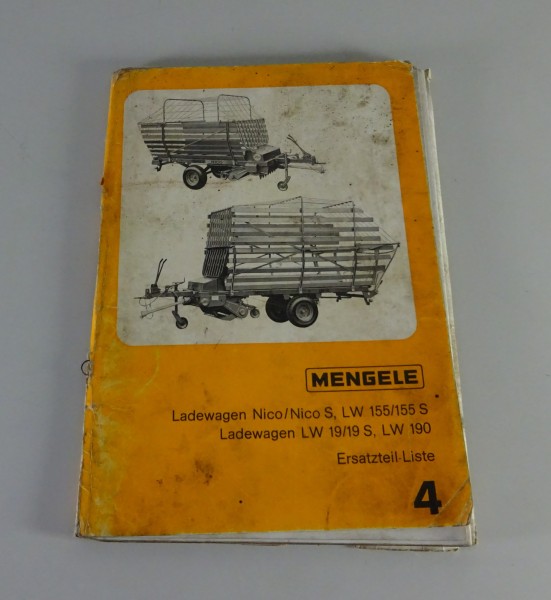 MENGELE
Ladewagen Nico/Nico S, LW 155/155 S
Ladewagen LW 19/19 S, LW 190
Ersatzteil-Liste
4